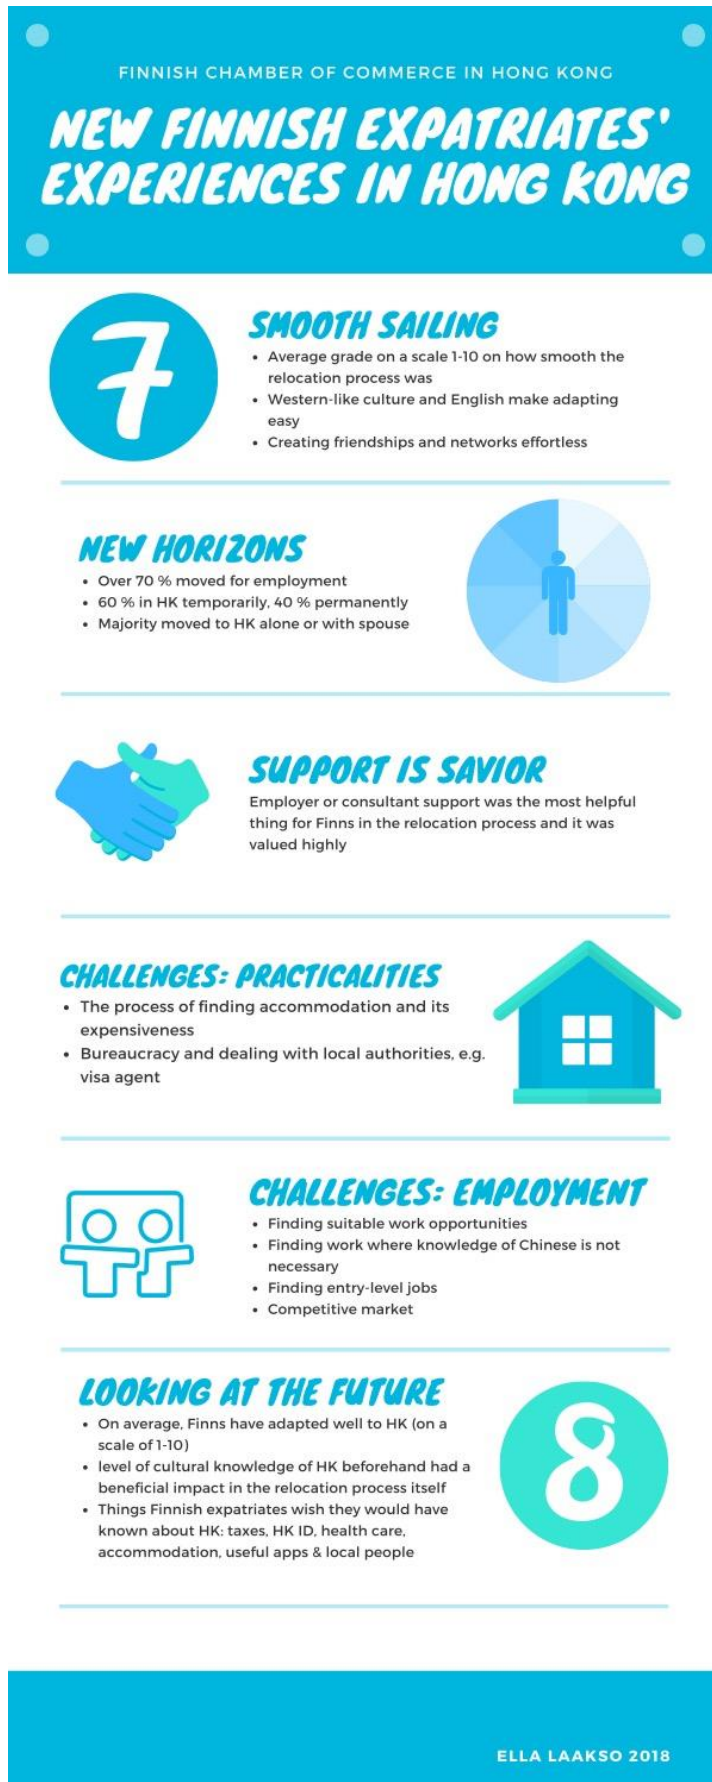 FINNISH CHAMBER OF COMMERCE IN HONG KONG
NEW FINNISH EXPATRIATES'
EXPERIENCES IN HONG KONG
7
SMOOTH SAILING
• Average grade on a scale 1-10 on how smooth the
relocation process was
• Western-like culture and English make adapting
easy
• Creating friendships and networks effortless
NEW HORIZONS
• Over 70 % moved for employment
• 60 % in HK temporarily, 40 % permanently
• Majority moved to HK alone or with spouse
SUPPORT IS SAVIOR
Employer or consultant support was the most helpful
thing for Finns in the relocation process and it was
valued highly
CHALLENGES: PRACTICALITIES
• The process of finding accommodation and its
expensiveness
• Bureaucracy and dealing with local authorities, e.g.
visa agent
CHALLENGES: EMPLOYMENT
• Finding suitable work opportunities
• Finding work where knowledge of Chinese is not
necessary
• Finding entry-level jobs
• Competitive market
LOOKING AT THE FUTURE
• On average, Finns have adapted well to HK (on a
scale of 1-10)
• level of cultural knowledge of HK beforehand had a
beneficial impact in the relocation process itself
• Things Finnish expatriates wish they would have
known about HK: taxes, HK ID, health care,
accommodation, useful apps & local people
8
ELLA LAAKSO 2018